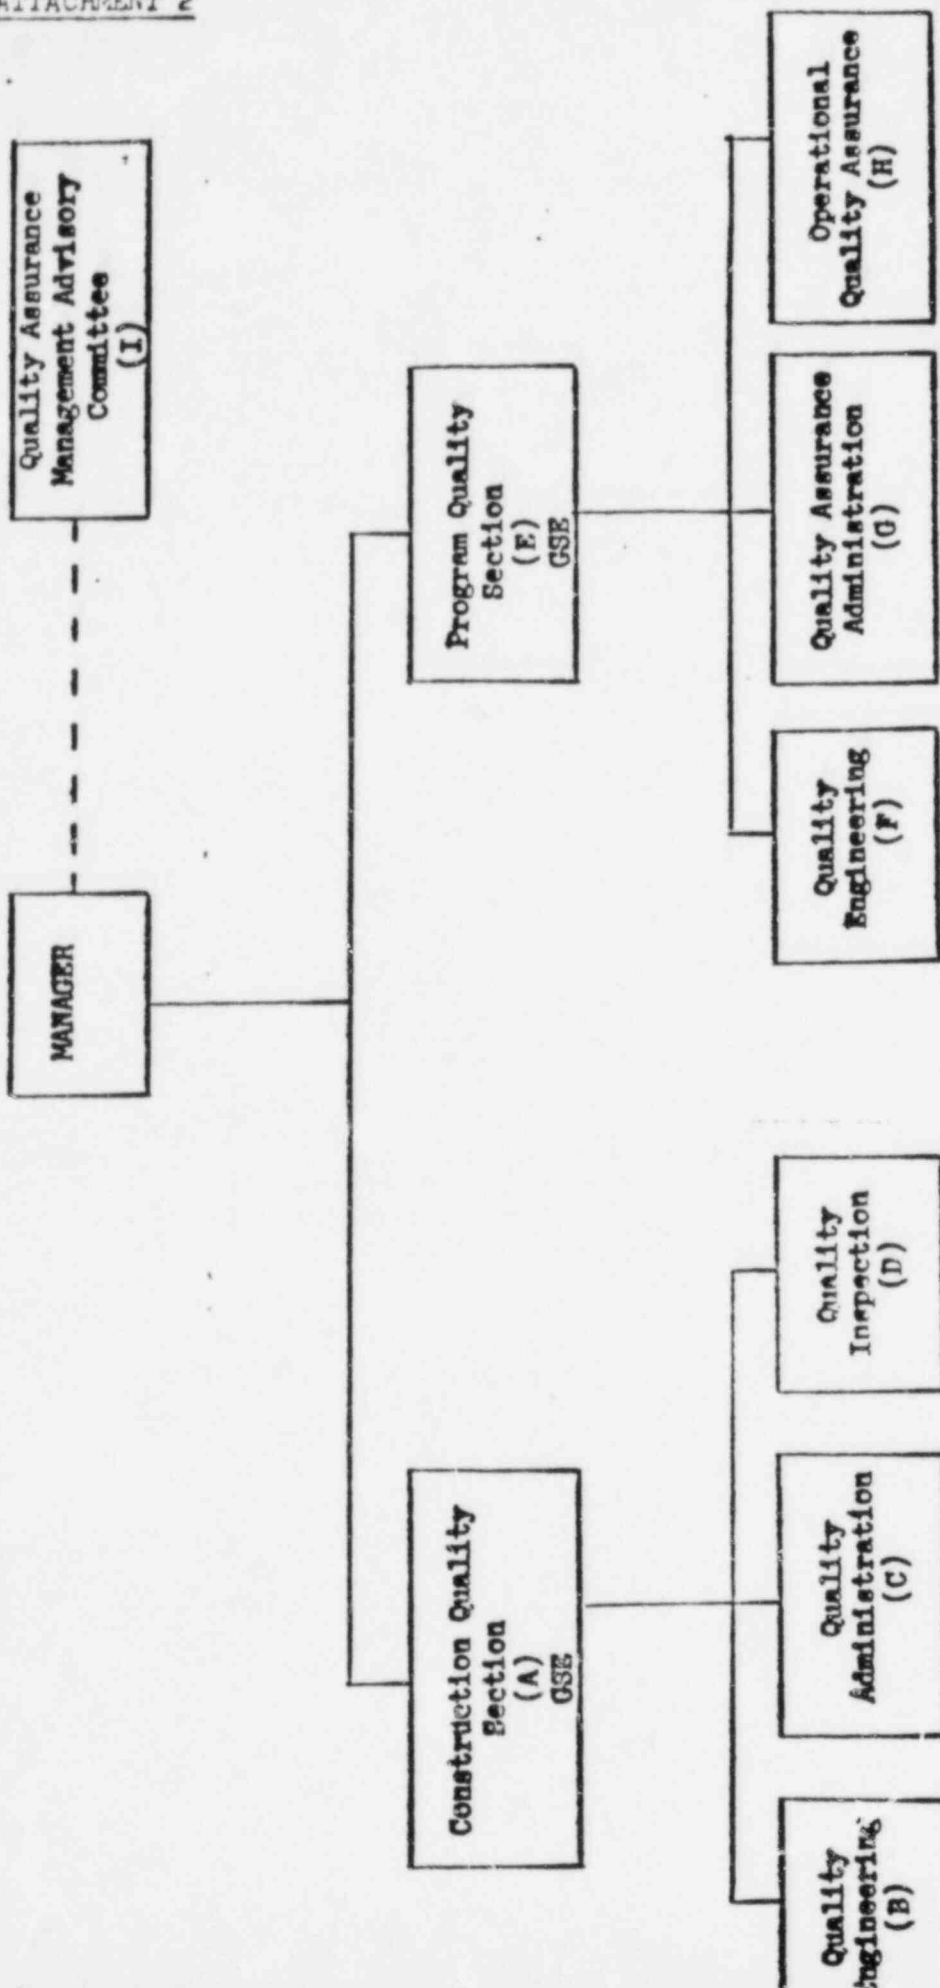 ATTACHMENT 2
MANAGER
Quality Assurance
Management Advisory
Committee
(I)
Construction Quality
Section
(A)
GSE
Program Quality
Section
(E)
GSE
Quality
Engineering
(B)
Quality
Administration
(C)
Quality
Inspection
(D)
Quality
Engineering
(F)
Quality Assurance
Administration
(G)
Operational
Quality Assurance
(H)